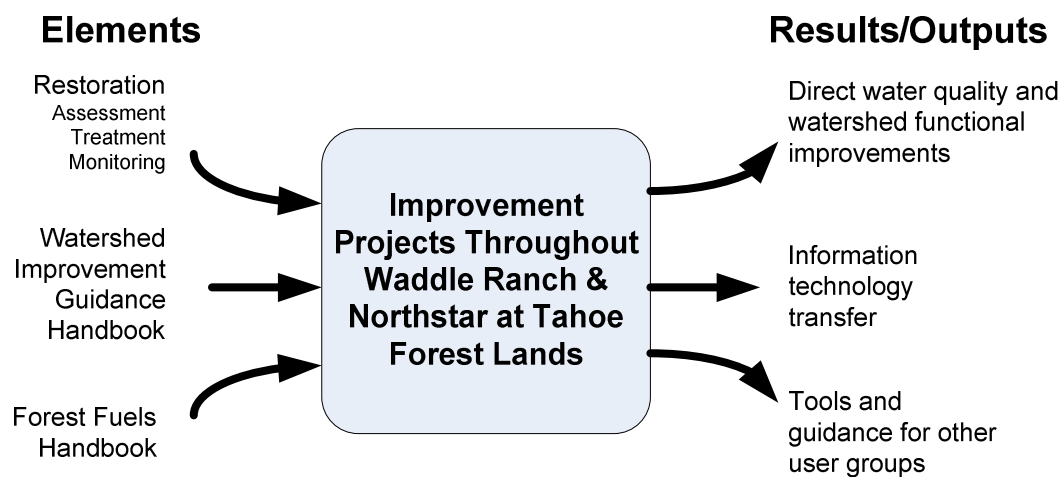 Elements
Restoration
Assessment
Treatment
Monitoring
Watershed
Improvement
Guidance
Handbook
Forest Fuels
Handbook
Improvement
Projects Throughout
Waddle Ranch &
Northstar at Tahoe
Forest Lands
Results/Outputs
Direct water quality and
watershed functional
improvements
Information
technology
transfer
Tools and
guidance for other
user groups